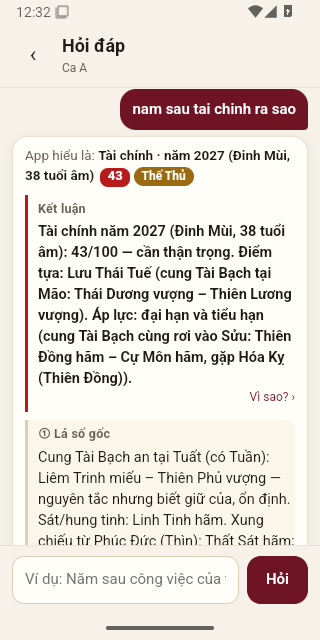 12:32
Hỏi đáp
Ca A
nam sau tai chinh ra sao
App hiểu là: Tài chính · năm 2027 (Đinh Mùi,
38 tuổi âm) 43 Thế Thủ
Kết luận
Tài chính năm 2027 (Đinh Mùi, 38 tuổi
âm): 43/100 — cần thận trọng. Điểm
tựa: Lưu Thái Tuế (cung Tài Bạch tại
Mão: Thái Dương vượng – Thiên Lương
vượng). Áp lực: đại hạn và tiểu hạn
(cung Tài Bạch cùng rơi vào Sửu: Thiên
Đồng hãm – Cự Môn hãm, gặp Hóa Kỵ
(Thiên Đồng)).
Vì sao? ›
① Lá số gốc
Cung Tài Bạch an tại Tuất (có Tuần):
Liêm Trinh miếu – Thiên Phủ vượng —
nguyên tắc nhưng biết giữ của, ổn định.
Sát/hung tinh: Linh Tinh hãm. Xung
chiếu từ Phúc Đức (Thìn): Thất Sát hãm;
Ví dụ: Năm sau công việc của
Hỏi